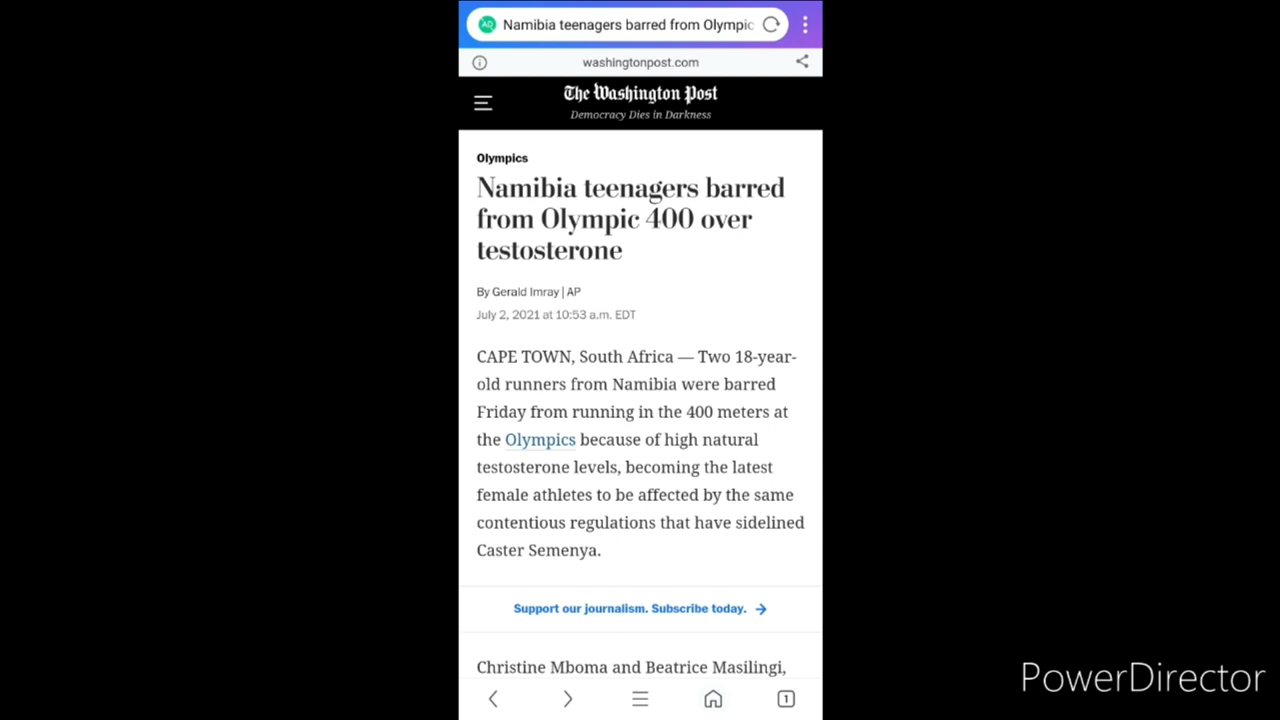 AD
Namibia teenagers barred from Olympic
washingtonpost.com
The Washington Post
Democracy Dies in Darkness
Olympics
Namibia teenagers barred
from Olympic 400 over
testosterone
By Gerald Imray | AP
July 2, 2021 at 10:53 a.m. EDT
CAPE TOWN, South Africa — Two 18-year-
old runners from Namibia were barred
Friday from running in the 400 meters at
the Olympics because of high natural
testosterone levels, becoming the latest
female athletes to be affected by the same
contentious regulations that have sidelined
Caster Semenya.
Support our journalism. Subscribe today. →
Christine Mboma and Beatrice Masilingi,
1
PowerDirector